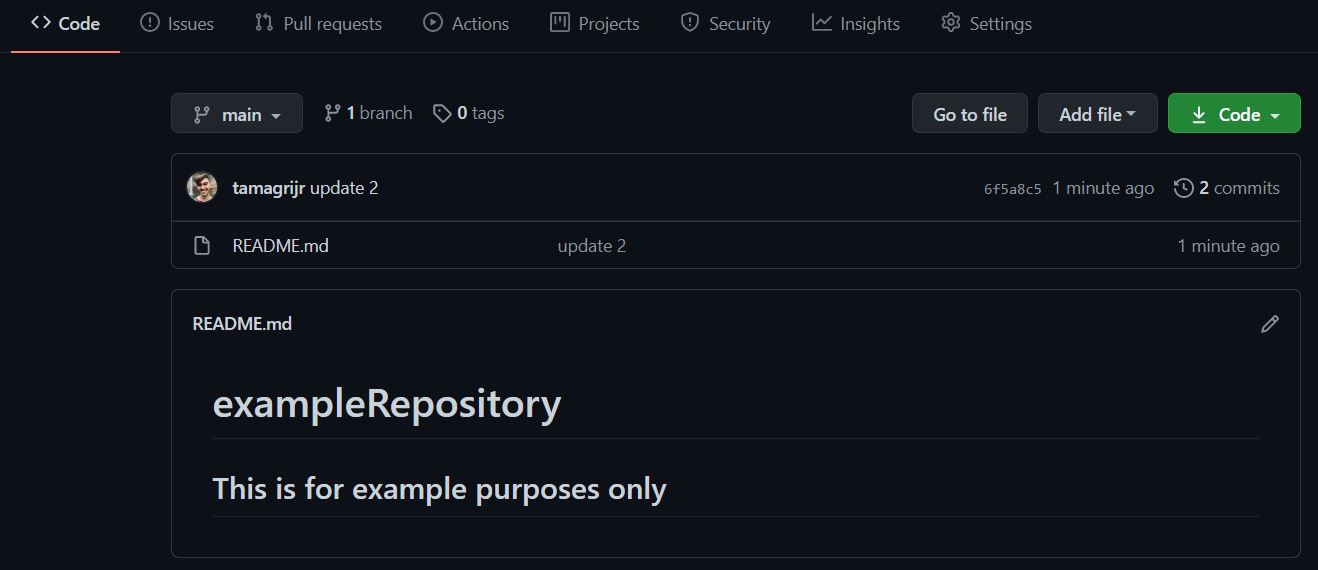 Code Issues Pull requests Actions Projects Security Insights Settings
main 1 branch 0 tags Go to file Add file Code
tamagrijr update 2 6f5a8c5 1 minute ago 2 commits
README.md update 2 1 minute ago
README.md
exampleRepository
This is for example purposes only